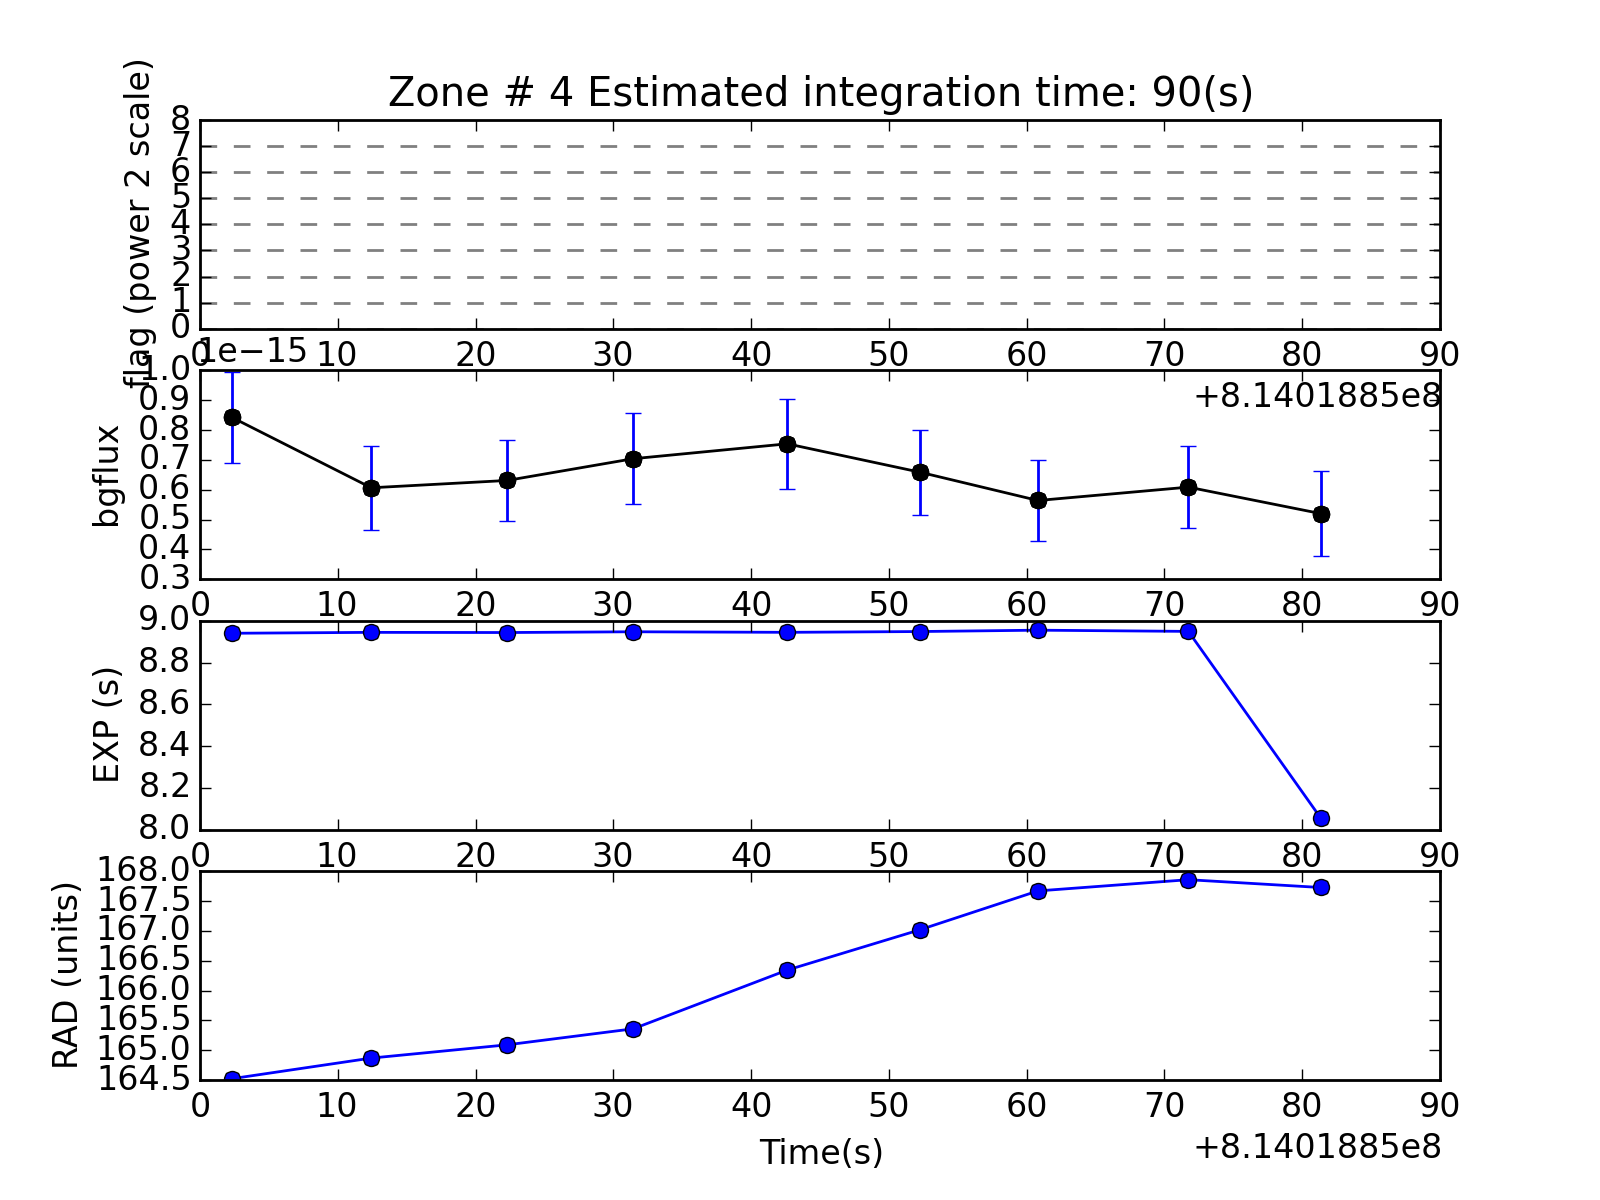 Zone # 4 Estimated integration time: 90(s)
flag (power 2 scale)
8
7
6
5
4
3
2
1
0
0 10 20 30 40 50 60 70 80 90
1e−15
+8.1401885e8
bgflux
1.0
0.9
0.8
0.7
0.6
0.5
0.4
0.3
0 10 20 30 40 50 60 70 80 90
EXP (s)
9.0
8.8
8.6
8.4
8.2
8.0
0 10 20 30 40 50 60 70 80 90
RAD (units)
168.0
167.5
167.0
166.5
166.0
165.5
165.0
164.5
0 10 20 30 40 50 60 70 80 90
Time(s)
+8.1401885e8